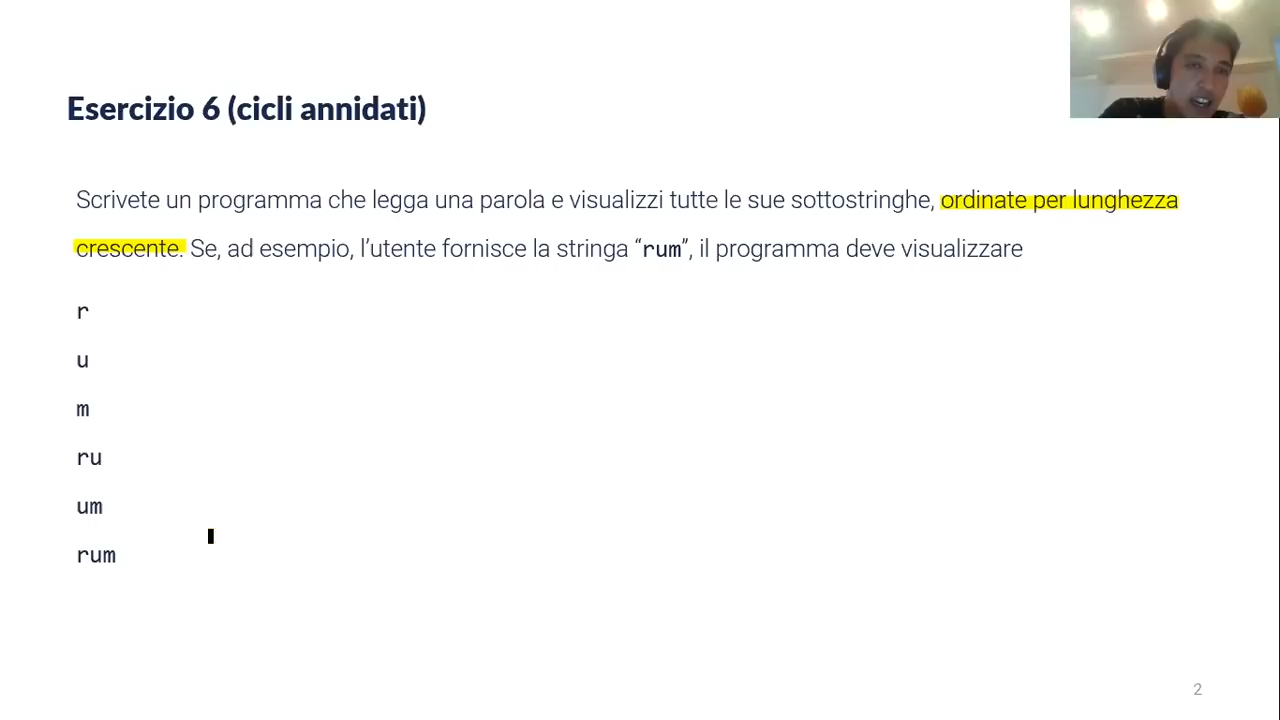 Esercizio 6 (cicli annidati)
Scrivete un programma che legga una parola e visualizzi tutte le sue sottostringhe, ordinate per lunghezza
crescente. Se, ad esempio, l’utente fornisce la stringa “rum”, il programma deve visualizzare
r
u
m
ru
um
rum
2